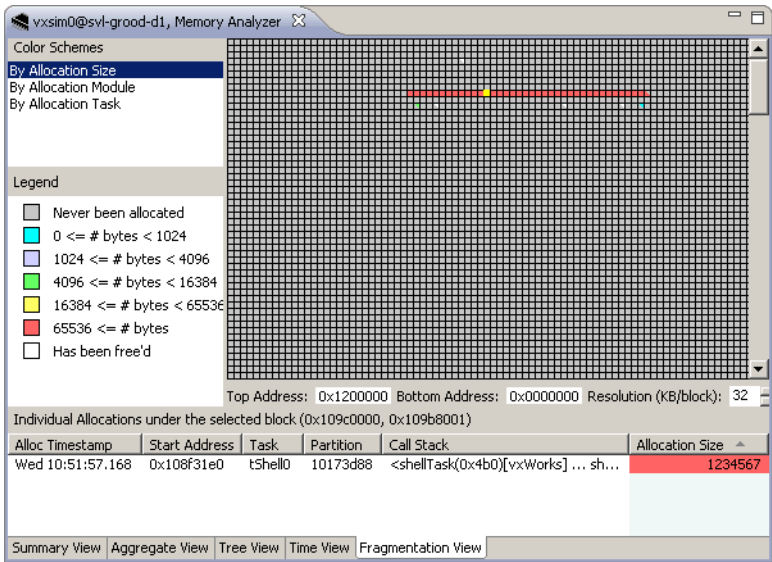 vxsim0@svl-grood-d1, Memory Analyzer
Color Schemes
By Allocation Size
By Allocation Module
By Allocation Task
Legend
Never been allocated
0 <= # bytes < 1024
1024 <= # bytes < 4096
4096 <= # bytes < 16384
16384 <= # bytes < 65536
65536 <= # bytes
Has been free'd
Top Address: 0x1200000 Bottom Address: 0x0000000 Resolution (KB/block): 32
Individual Allocations under the selected block (0x109c0000, 0x109b8001)
Alloc Timestamp Start Address Task Partition Call Stack Allocation Size
Wed 10:51:57.168 0x108f31e0 tShell0 10173d88 <shellTask(0x4b0)[vxWorks] ... sh... 1234567
Summary View Aggregate View Tree View Time View Fragmentation View